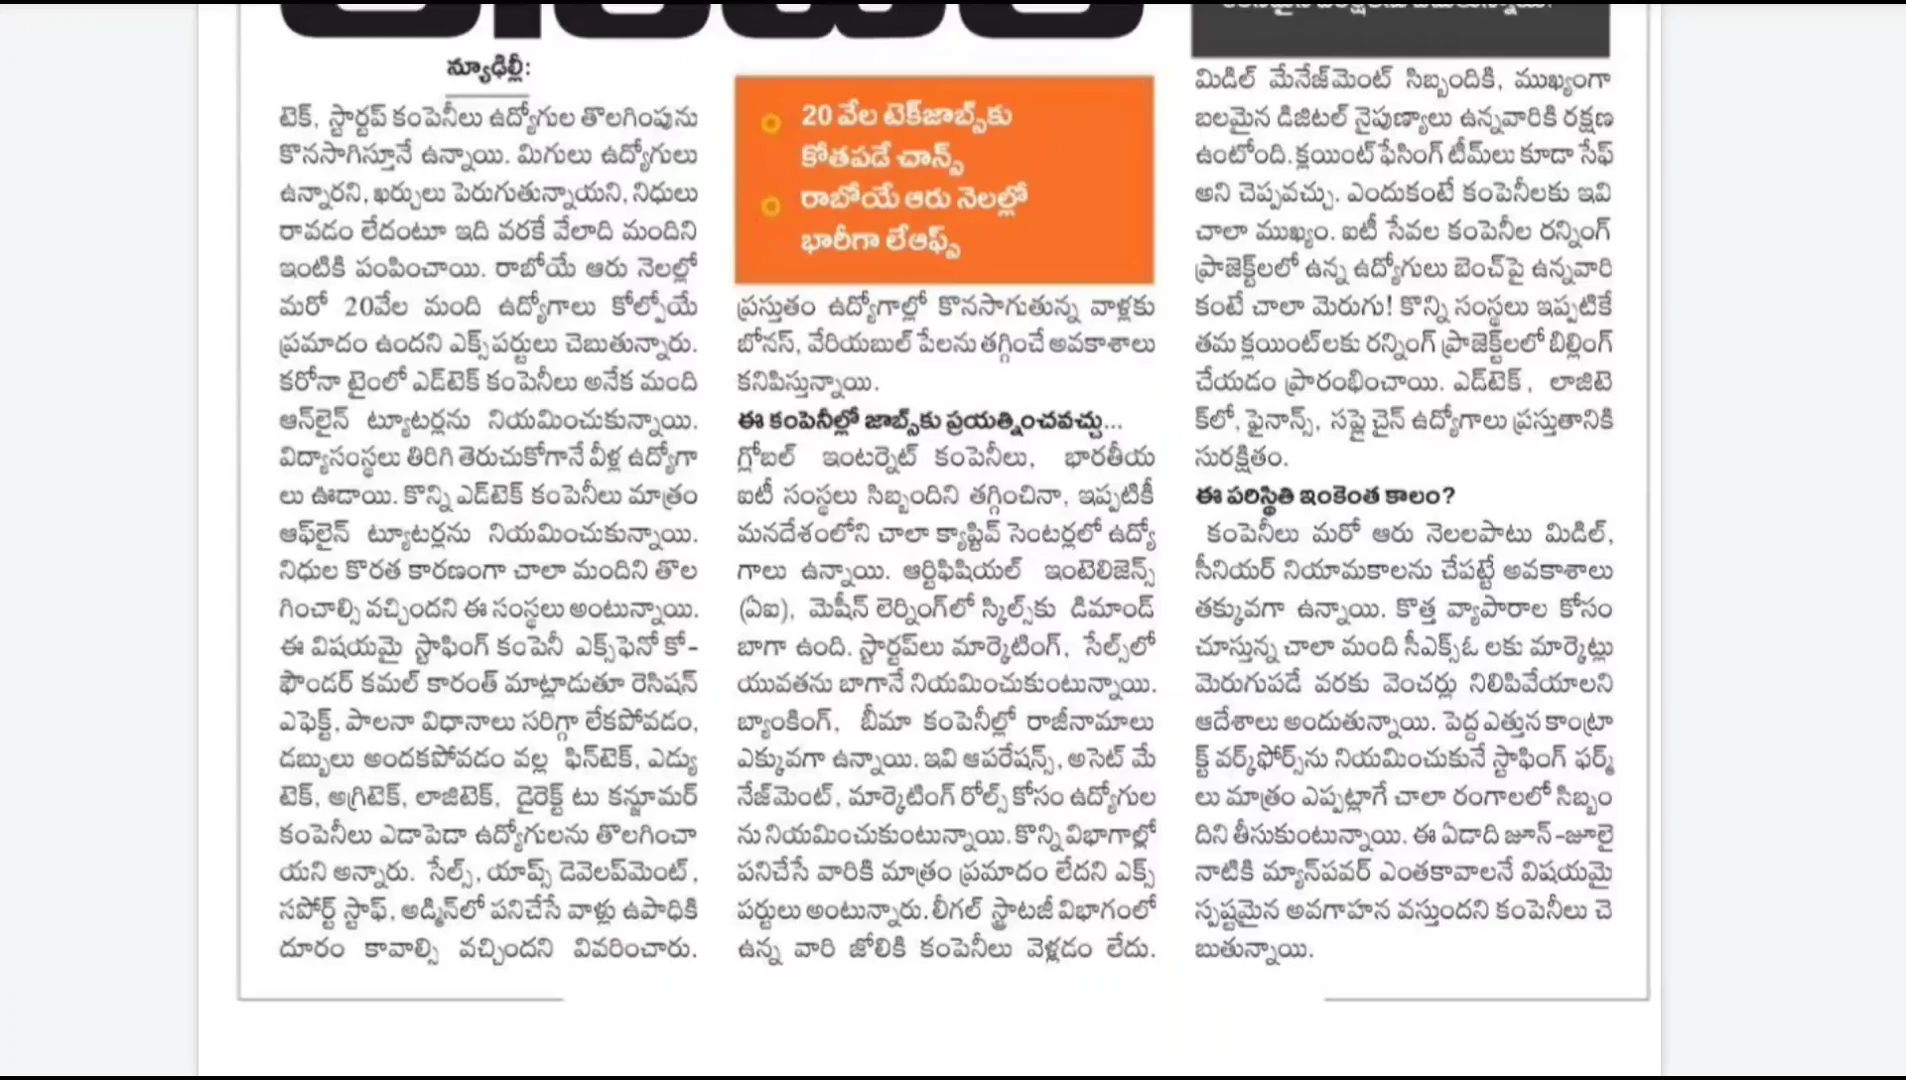 న్యూఢిల్లీ:
టెక్, స్టార్టప్ కంపెనీలు ఉద్యోగుల తొలగింపును
కొనసాగిస్తూనే ఉన్నాయి. మిగులు ఉద్యోగులు
ఉన్నారని, ఖర్చులు పెరుగుతున్నాయని, నిధులు
రావడం లేదంటూ ఇది వరకే వేలాది మందిని
ఇంటికి పంపించాయి. రాబోయే ఆరు నెలల్లో
మరో 20వేల మంది ఉద్యోగాలు కోల్పోయే
ప్రమాదం ఉందని ఎక్స్‌పర్టులు చెబుతున్నారు.
కరోనా టైంలో ఎడ్‌టెక్ కంపెనీలు అనేక మంది
ఆన్‌లైన్ ట్యూటర్లను నియమించుకున్నాయి.
విద్యాసంస్థలు తిరిగి తెరుచుకోగానే వీళ్ల ఉద్యోగా
లు ఊడాయి. కొన్ని ఎడ్‌టెక్ కంపెనీలు మాత్రం
ఆఫ్‌లైన్ ట్యూటర్లను నియమించుకున్నాయి.
నిధుల కొరత కారణంగా చాలా మందిని తొల
గించాల్సి వచ్చిందని ఈ సంస్థలు అంటున్నాయి.
ఈ విషయమై స్టాఫింగ్ కంపెనీ ఎక్స్‌ఫెనో కో-
ఫౌండర్ కమల్ కారంత్ మాట్లాడుతూ రెసిషన్
ఎఫెక్ట్, పాలనా విధానాలు సరిగ్గా లేకపోవడం,
డబ్బులు అందకపోవడం వల్ల ఫిన్‌టెక్, ఎడ్యు
టెక్, అగ్రిటెక్, లాజిటెక్, డైరెక్ట్ టు కన్జూమర్
కంపెనీలు ఎడాపెడా ఉద్యోగులను తొలగించా
యని అన్నారు. సేల్స్, యాప్స్ డెవెలప్‌మెంట్,
సపోర్ట్ స్టాఫ్, అడ్మిన్‌లో పనిచేసే వాళ్లు ఉపాధికి
దూరం కావాల్సి వచ్చిందని వివరించారు.
20 వేల టెక్‌జాబ్స్‌కు
కోతపడే చాన్స్
రాబోయే ఆరు నెలల్లో
భారీగా లేఆఫ్స్
ప్రస్తుతం ఉద్యోగాల్లో కొనసాగుతున్న వాళ్లకు
బోనస్, వేరియబుల్ పేలను తగ్గించే అవకాశాలు
కనిపిస్తున్నాయి.
ఈ కంపెనీల్లో జాబ్స్‌కు ప్రయత్నించవచ్చు...
గ్లోబల్ ఇంటర్నెట్ కంపెనీలు, భారతీయ
ఐటీ సంస్థలు సిబ్బందిని తగ్గించినా, ఇప్పటికీ
మనదేశంలోని చాలా క్యాప్టివ్ సెంటర్లలో ఉద్యో
గాలు ఉన్నాయి. ఆర్టిఫిషియల్ ఇంటెలిజెన్స్
(ఏఐ), మెషీన్ లెర్నింగ్‌లో స్కిల్స్‌కు డిమాండ్
బాగా ఉంది. స్టార్టప్‌లు మార్కెటింగ్, సేల్స్‌లో
యువతను బాగానే నియమించుకుంటున్నాయి.
బ్యాంకింగ్, బీమా కంపెనీల్లో రాజీనామాలు
ఎక్కువగా ఉన్నాయి. ఇవి ఆపరేషన్స్, అసెట్ మే
నేజ్‌మెంట్, మార్కెటింగ్ రోల్స్ కోసం ఉద్యోగుల
ను నియమించుకుంటున్నాయి. కొన్ని విభాగాల్లో
పనిచేసే వారికి మాత్రం ప్రమాదం లేదని ఎక్స్
పర్టులు అంటున్నారు. లీగల్ స్ట్రాటజీ విభాగంలో
ఉన్న వారి జోలికి కంపెనీలు వెళ్లడం లేదు.
మిడిల్ మేనేజ్‌మెంట్ సిబ్బందికి, ముఖ్యంగా
బలమైన డిజిటల్ నైపుణ్యాలు ఉన్నవారికి రక్షణ
ఉంటోంది. క్లయింట్ ఫేసింగ్ టీమ్‌లు కూడా సేఫ్
అని చెప్పవచ్చు. ఎందుకంటే కంపెనీలకు ఇవి
చాలా ముఖ్యం. ఐటీ సేవల కంపెనీల రన్నింగ్
ప్రాజెక్ట్‌లలో ఉన్న ఉద్యోగులు బెంచ్‌పై ఉన్నవారి
కంటే చాలా మెరుగు! కొన్ని సంస్థలు ఇప్పటికే
తమ క్లయింట్‌లకు రన్నింగ్ ప్రాజెక్ట్‌లలో బిల్లింగ్
చేయడం ప్రారంభించాయి. ఎడ్‌టెక్, లాజిటె
క్‌లో, ఫైనాన్స్, సప్లై చైన్ ఉద్యోగాలు ప్రస్తుతానికి
సురక్షితం.
ఈ పరిస్థితి ఇంకెంత కాలం?
కంపెనీలు మరో ఆరు నెలలపాటు మిడిల్,
సీనియర్ నియామకాలను చేపట్టే అవకాశాలు
తక్కువగా ఉన్నాయి. కొత్త వ్యాపారాల కోసం
చూస్తున్న చాలా మంది సీఎక్స్ఓ లకు మార్కెట్లు
మెరుగుపడే వరకు వెంచర్లు నిలిపివేయాలని
ఆదేశాలు అందుతున్నాయి. పెద్ద ఎత్తున కాంట్రా
క్ట్ వర్క్‌ఫోర్స్‌ను నియమించుకునే స్టాఫింగ్ ఫర్మ్
లు మాత్రం ఎప్పట్లాగే చాలా రంగాలలో సిబ్బం
దిని తీసుకుంటున్నాయి. ఈ ఏడాది జూన్-జూలై
నాటికి మ్యాన్‌పవర్ ఎంతకావాలనే విషయమై
స్పష్టమైన అవగాహన వస్తుందని కంపెనీలు చె
బుతున్నాయి.